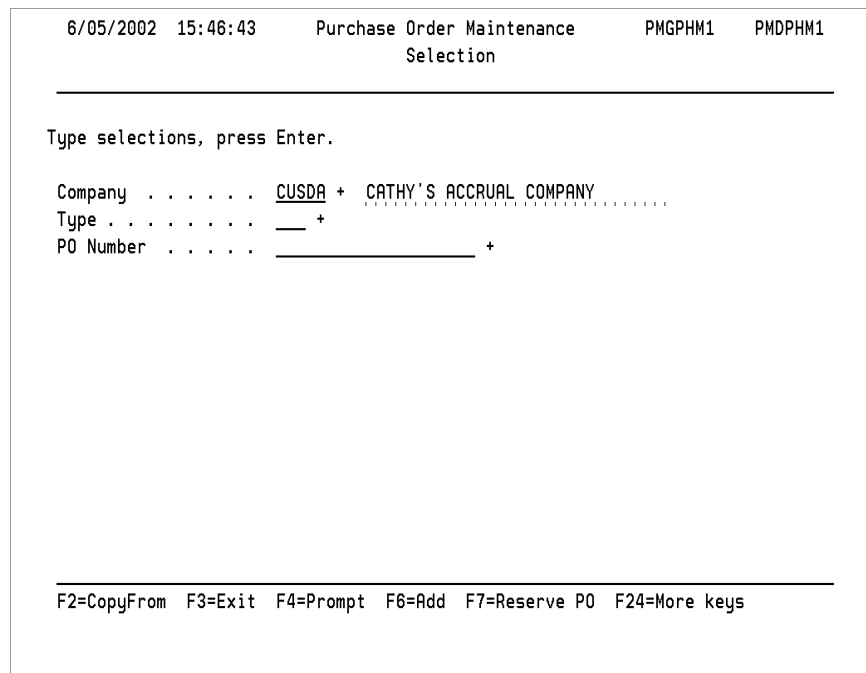 6/05/2002 15:46:43 Purchase Order Maintenance PMGPHM1 PMDPHM1
Selection
Type selections, press Enter.
Company . . . . . . CUSDA + CATHY'S ACCRUAL COMPANY
Type . . . . . . . . ___ +
PO Number . . . . . ____________________ +
F2=CopyFrom F3=Exit F4=Prompt F6=Add F7=Reserve PO F24=More keys